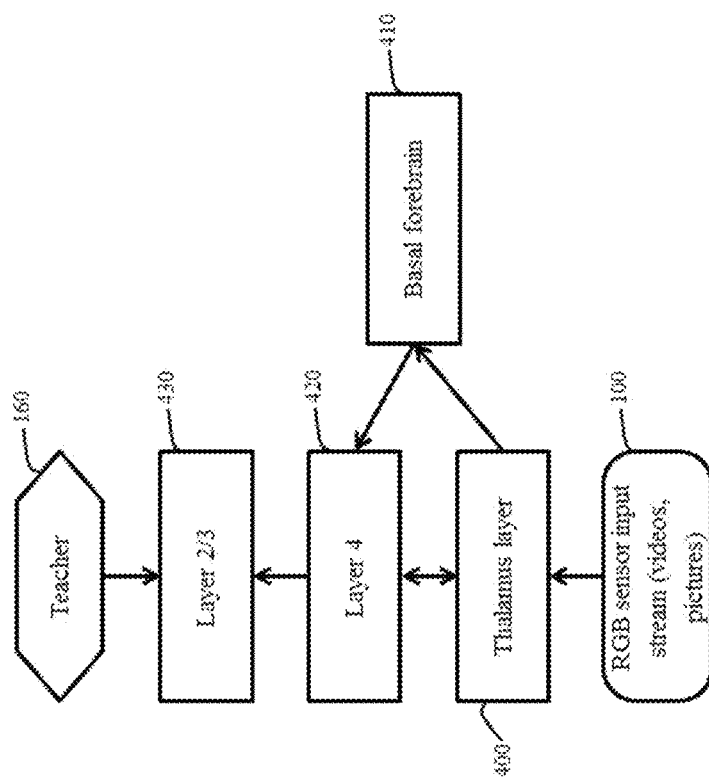 160
Teacher
430
Layer 2/3
420
Layer 4
410
Basal forebrain
400
Thalamus layer
100
RGB sensor input
stream (videos,
pictures)